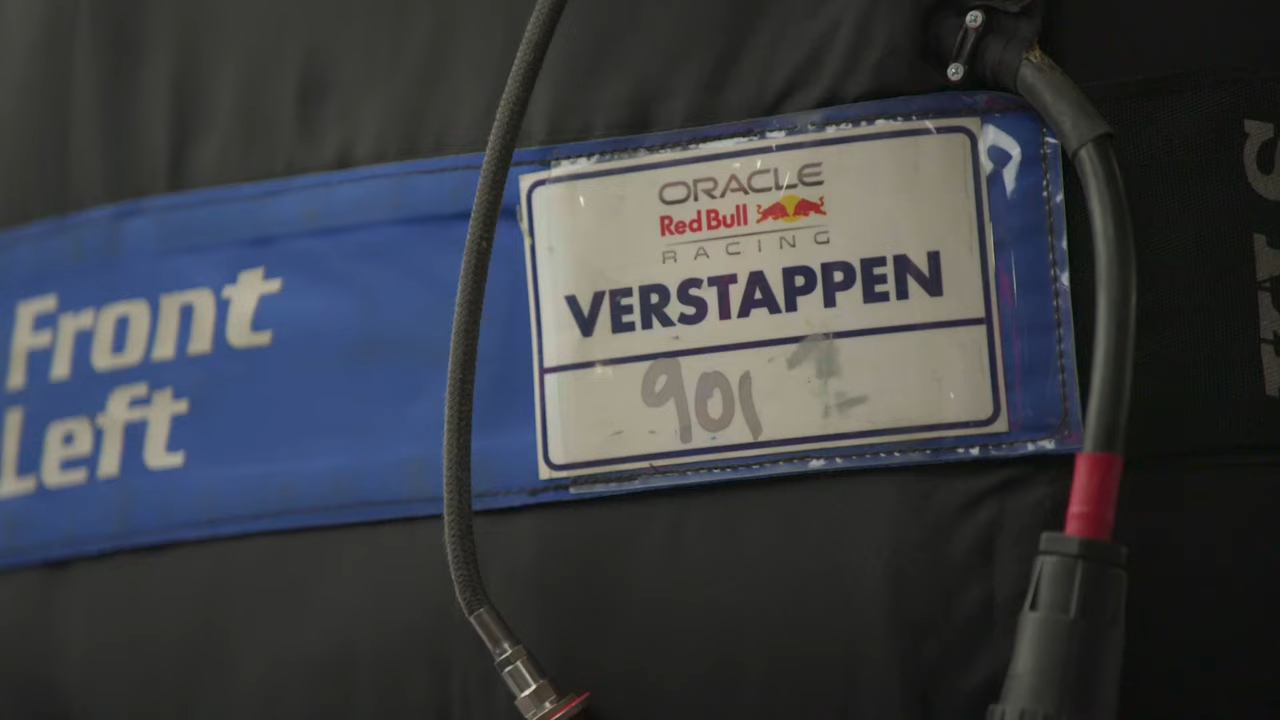 Front
Left
ORACLE
Red Bull
RACING
VERSTAPPEN
901